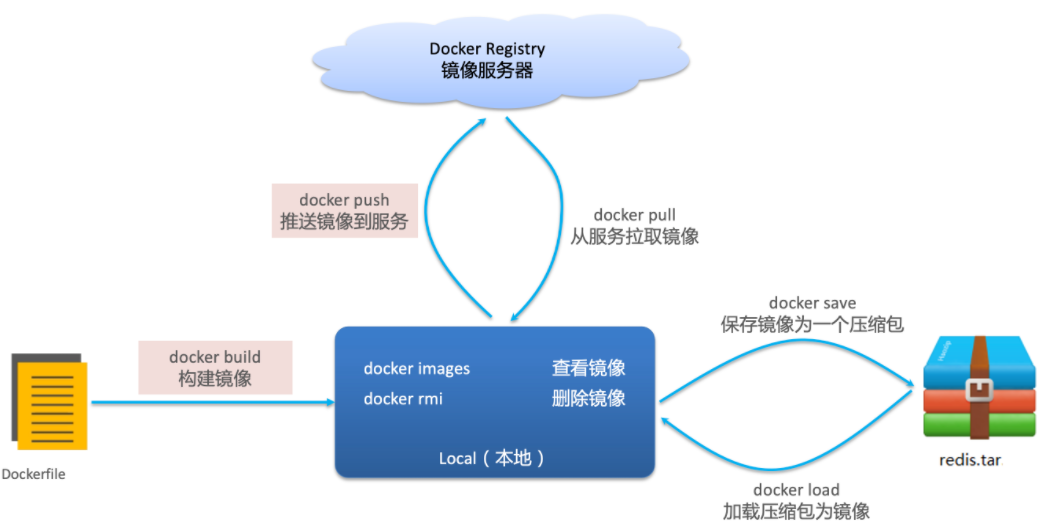 Docker Registry
镜像服务器
docker push
推送镜像到服务
docker pull
从服务拉取镜像
docker save
保存镜像为一个压缩包
docker build
构建镜像
docker images 查看镜像
docker rmi 删除镜像
Local（本地）
redis.tar
Dockerfile
docker load
加载压缩包为镜像